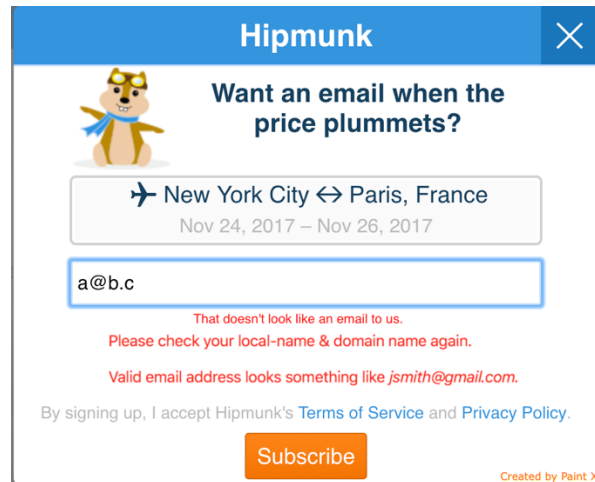 Hipmunk
Want an email when the
price plummets?
New York City ↔ Paris, France
Nov 24, 2017 – Nov 26, 2017
a@b.c
That doesn't look like an email to us.
Please check your local-name & domain name again.
Valid email address looks something like jsmith@gmail.com.
By signing up, I accept Hipmunk's Terms of Service and Privacy Policy.
Subscribe
Created by Paint X